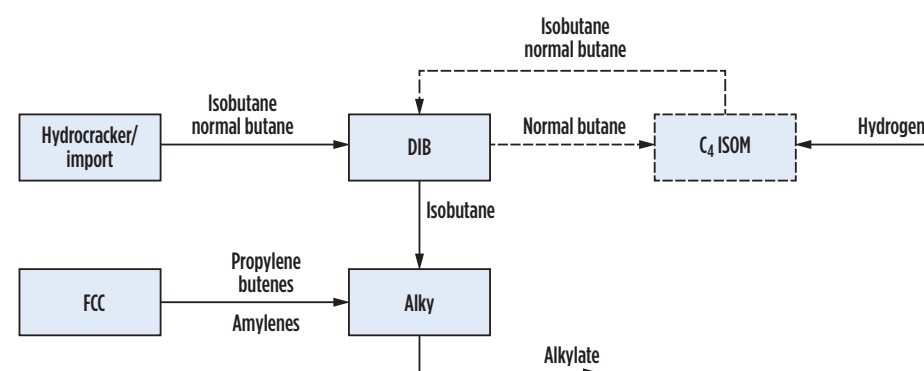 Isobutane
normal butane
Hydrocracker/
import
Isobutane
normal butane
DIB
Normal butane
C₄ ISOM
Hydrogen
Isobutane
FCC
Propylene
butenes
Amylenes
Alky
Alkylate